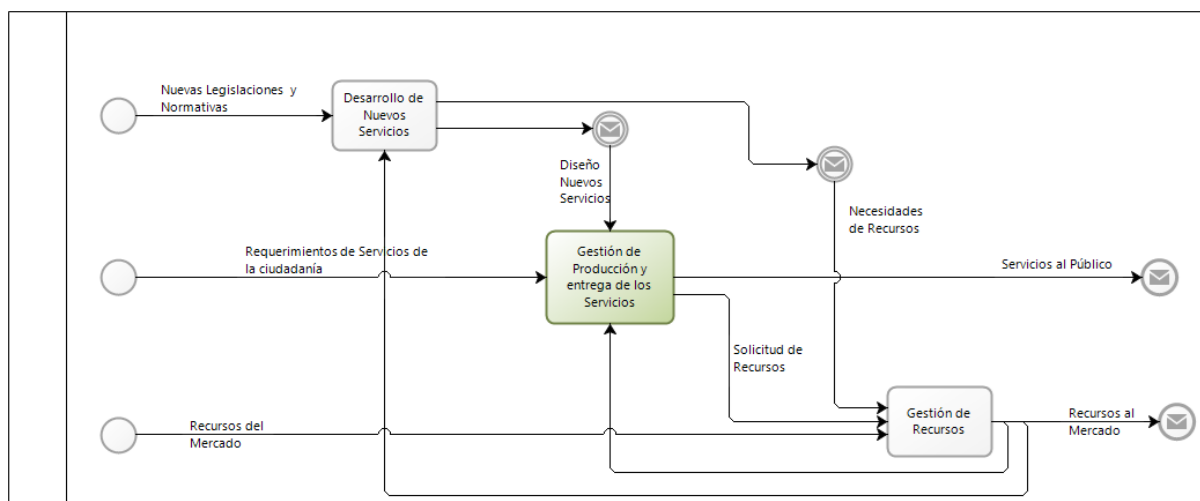 Nuevas Legislaciones y
Normativas
Desarrollo de
Nuevos
Servicios
Diseño
Nuevos
Servicios
Necesidades
de Recursos
Requerimientos de Servicios de
la ciudadanía
Gestión de
Producción y
entrega de los
Servicios
Servicios al Público
Solicitud de
Recursos
Recursos del
Mercado
Gestión de
Recursos
Recursos al
Mercado